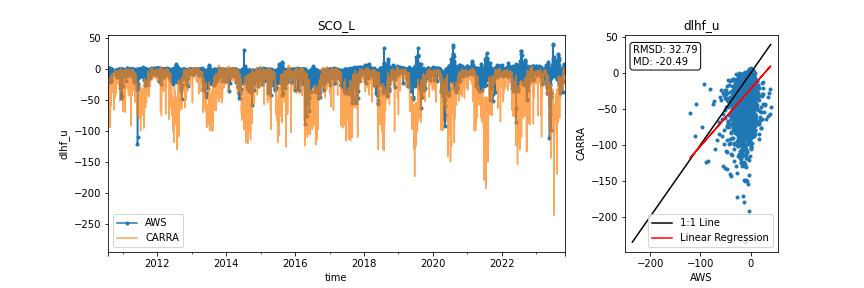 SCO_L
dlhf_u
50
0
−50
−100
−150
−200
−250
dlhf_u
AWS
CARRA
2012
2014
2016
2018
2020
2022
time
dlhf_u
RMSD: 32.79
MD: -20.49
50
0
−50
−100
−150
−200
CARRA
1:1 Line
Linear Regression
−200
−100
0
AWS